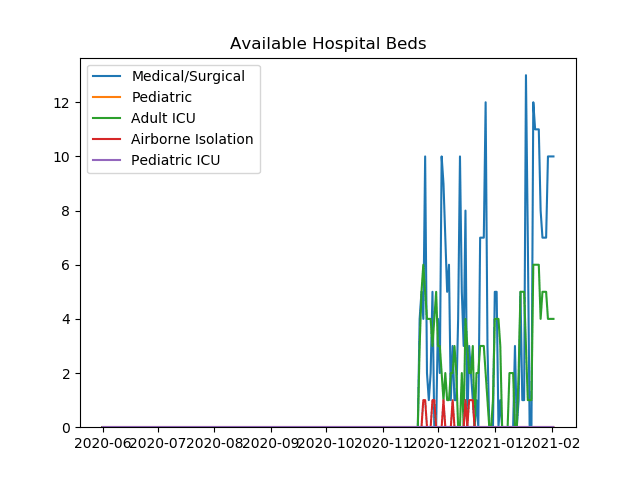 Available Hospital Beds
Medical/Surgical
Pediatric
Adult ICU
Airborne Isolation
Pediatric ICU
12
10
8
6
4
2
0
2020-06 2020-07 2020-08 2020-09 2020-10 2020-11 2020-12 2021-01 2021-02